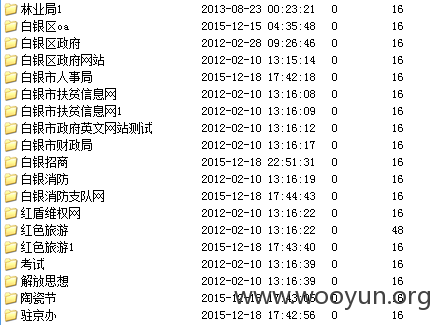 林业局1 2013-08-23 00:23:21 0 16
白银区oa 2015-12-15 04:35:48 0 16
白银区政府 2012-02-28 09:26:46 0 16
白银区政府网站 2012-02-10 13:15:14 0 16
白银市人事局 2015-12-18 17:42:18 0 16
白银市扶贫信息网 2012-02-10 13:16:08 0 16
白银市扶贫信息网1 2012-02-10 13:16:09 0 16
白银市政府英文网站测试 2012-02-10 13:16:12 0 16
白银市财政局 2012-02-10 13:16:17 0 16
白银招商 2015-12-18 22:51:31 0 16
白银消防 2012-02-10 13:16:19 0 16
白银消防支队网 2015-12-18 17:44:43 0 16
红盾维权网 2012-02-10 13:16:22 0 16
红色旅游 2012-02-10 13:16:22 0 48
红色旅游1 2015-12-18 17:43:40 0 16
考试 2012-02-10 13:16:39 0 16
解放思想 2012-02-10 13:16:39 0 16
陶瓷节 2015-12-18 17:43:05 0 16
驻京办 2015-12-18 17:42:56 0 16
www.wooyun.org